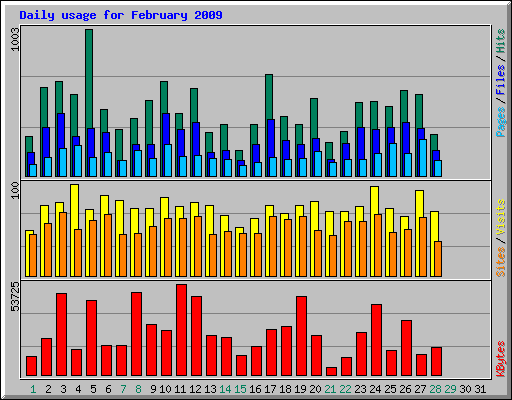 Daily usage for February 2009
1003
Pages / Files / Hits
100
Sites / Visits
53725
KBytes
1 2 3 4 5 6 7 8 9 10 11 12 13 14 15 16 17 18 19 20 21 22 23 24 25 26 27 28 29 30 31